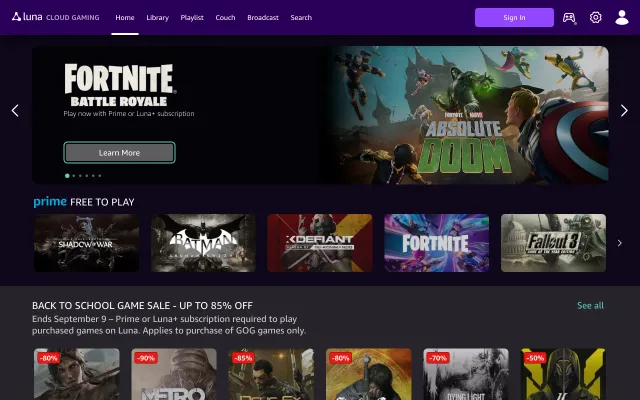 luna CLOUD GAMING
Home Library Playlist Couch Broadcast Search
Sign In
FORTNITE
BATTLE ROYALE
Play now with Prime or Luna+ subscription
Learn More
FORTNITE MARVEL
ABSOLUTE
DOOM
prime FREE TO PLAY
SHADOW OF WAR
BATMAN
XDEFIANT
FORTNITE
Fallout 3
BACK TO SCHOOL GAME SALE - UP TO 85% OFF
See all
Ends September 9 – Prime or Luna+ subscription required to play
purchased games on Luna. Applies to purchase of GOG games only.
-80% -90% -85% -80% -70% -50%
METRO
DYING LIGHT